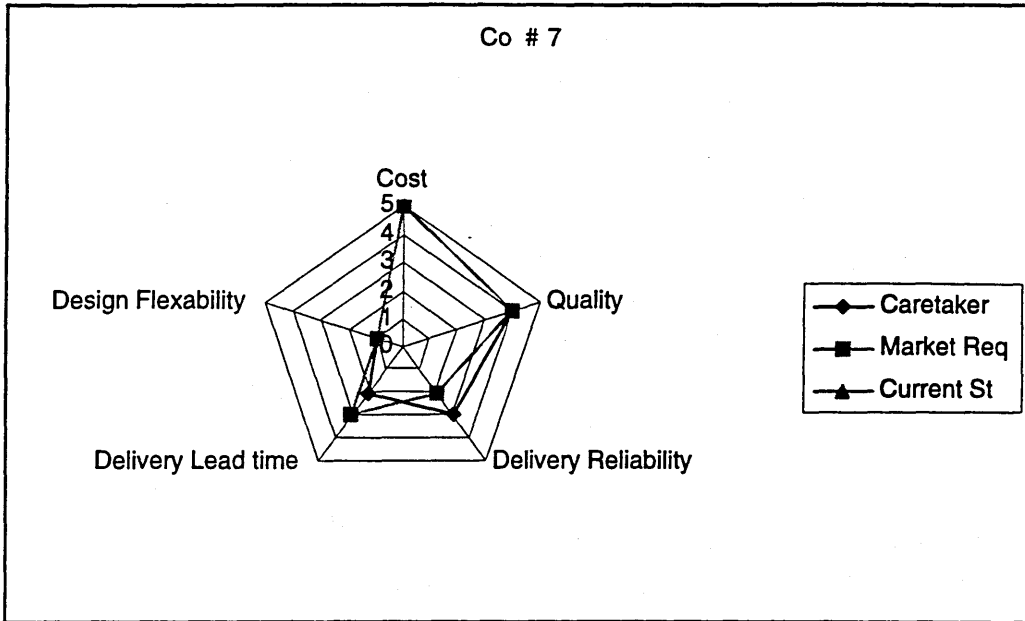 Co # 7
Cost
5
4
3
2
1
0
Design Flexability
Quality
Delivery Lead time
Delivery Reliability
Caretaker
Market Req
Current St